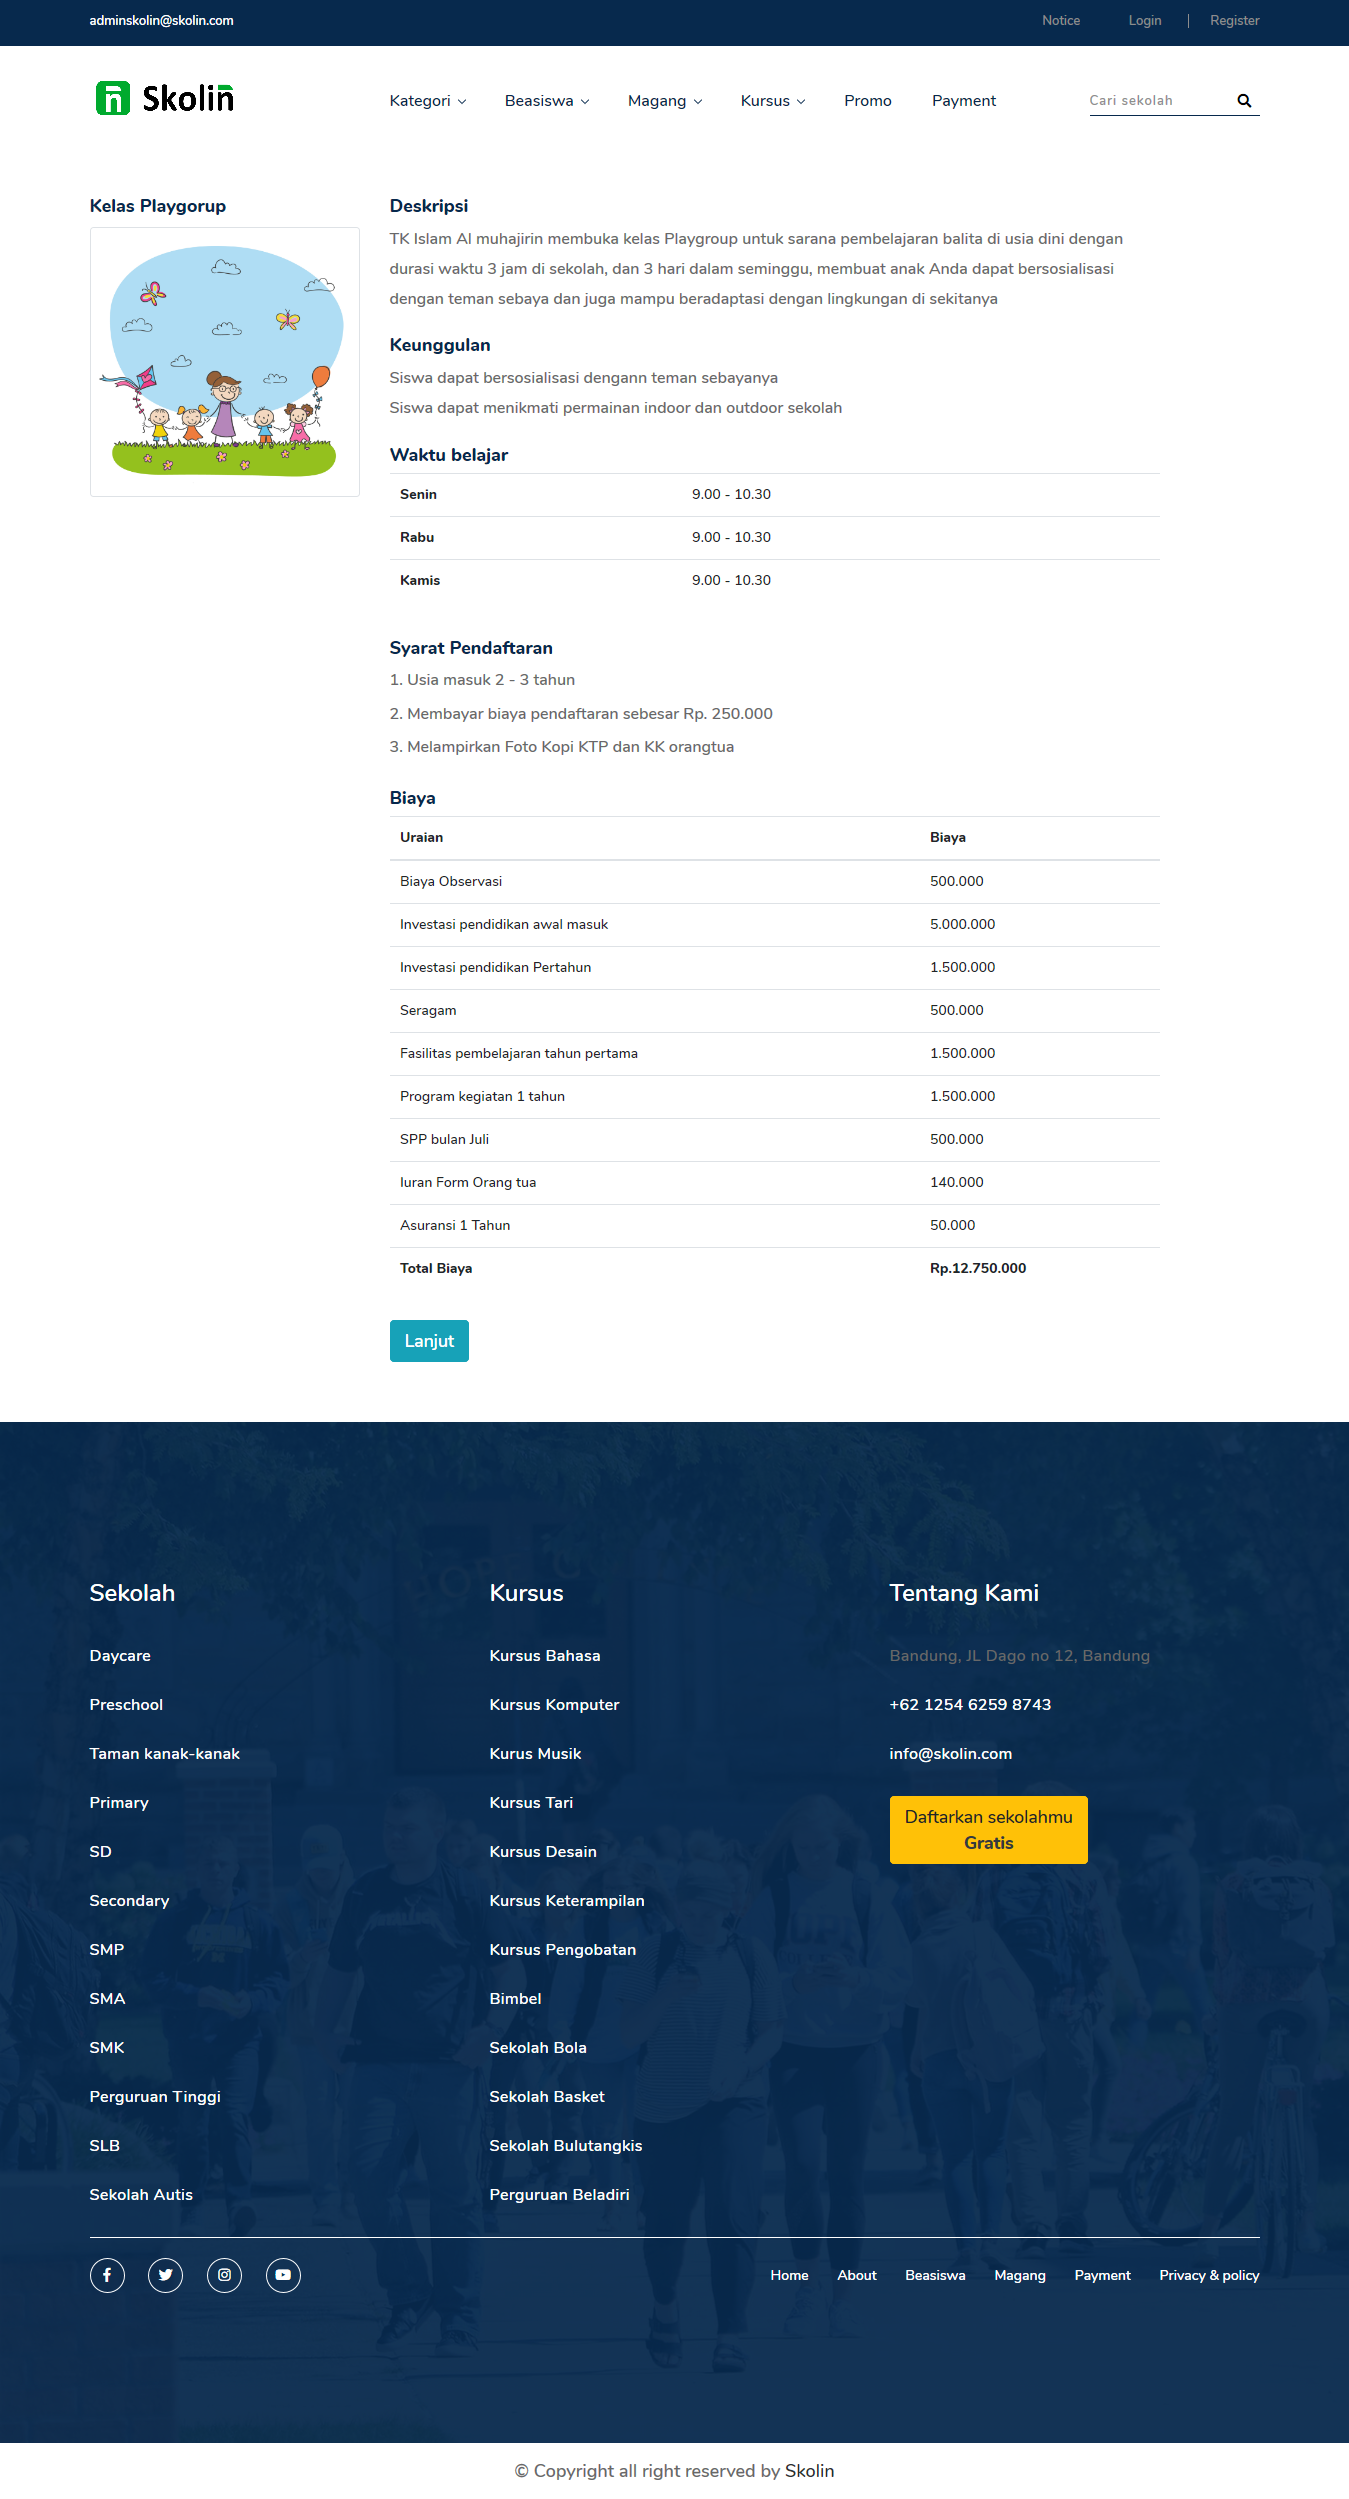 adminskolin@skolin.com
Notice
Login
Register
Skolin
Kategori
Beasiswa
Magang
Kursus
Promo
Payment
Cari sekolah
Kelas Playgorup
Deskripsi
TK Islam Al muhajirin membuka kelas Playgroup untuk sarana pembelajaran balita di usia dini dengan
durasi waktu 3 jam di sekolah, dan 3 hari dalam seminggu, membuat anak Anda dapat bersosialisasi
dengan teman sebaya dan juga mampu beradaptasi dengan lingkungan di sekitanya
Keunggulan
Siswa dapat bersosialisasi dengann teman sebayanya
Siswa dapat menikmati permainan indoor dan outdoor sekolah
Waktu belajar
Senin 9.00 - 10.30
Rabu 9.00 - 10.30
Kamis 9.00 - 10.30
Syarat Pendaftaran
1. Usia masuk 2 - 3 tahun
2. Membayar biaya pendaftaran sebesar Rp. 250.000
3. Melampirkan Foto Kopi KTP dan KK orangtua
Biaya
Uraian Biaya
Biaya Observasi 500.000
Investasi pendidikan awal masuk 5.000.000
Investasi pendidikan Pertahun 1.500.000
Seragam 500.000
Fasilitas pembelajaran tahun pertama 1.500.000
Program kegiatan 1 tahun 1.500.000
SPP bulan Juli 500.000
Iuran Form Orang tua 140.000
Asuransi 1 Tahun 50.000
Total Biaya Rp.12.750.000
Lanjut
Sekolah
Daycare
Preschool
Taman kanak-kanak
Primary
SD
Secondary
SMP
SMA
SMK
Perguruan Tinggi
SLB
Sekolah Autis
Kursus
Kursus Bahasa
Kursus Komputer
Kurus Musik
Kursus Tari
Kursus Desain
Kursus Keterampilan
Kursus Pengobatan
Bimbel
Sekolah Bola
Sekolah Basket
Sekolah Bulutangkis
Perguruan Beladiri
Tentang Kami
Bandung, JL Dago no 12, Bandung
+62 1254 6259 8743
info@skolin.com
Daftarkan sekolahmu
Gratis
Home
About
Beasiswa
Magang
Payment
Privacy & policy
© Copyright all right reserved by Skolin